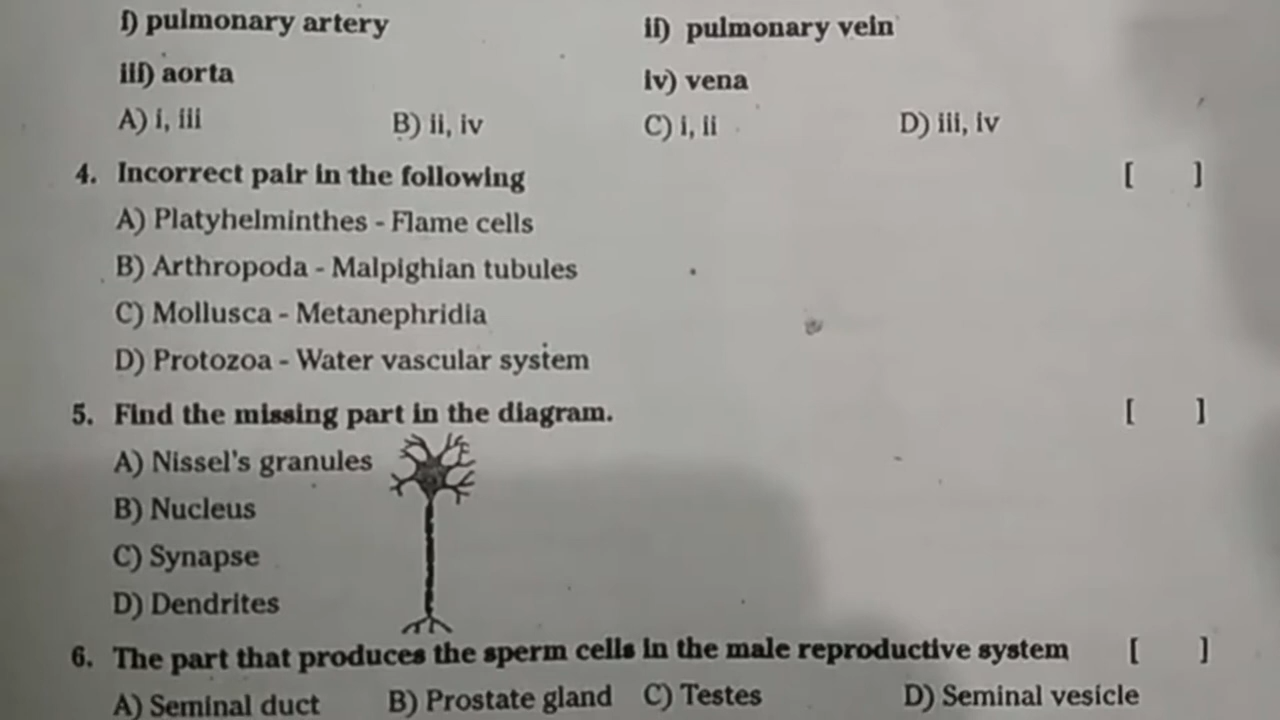 i) pulmonary artery ii) pulmonary vein
iii) aorta iv) vena
A) i, iii B) ii, iv C) i, ii D) iii, iv
4. Incorrect pair in the following [ ]
A) Platyhelminthes - Flame cells
B) Arthropoda - Malpighian tubules
C) Mollusca - Metanephridia
D) Protozoa - Water vascular system
5. Find the missing part in the diagram. [ ]
A) Nissel's granules
B) Nucleus
C) Synapse
D) Dendrites
6. The part that produces the sperm cells in the male reproductive system [ ]
A) Seminal duct B) Prostate gland C) Testes D) Seminal vesicle